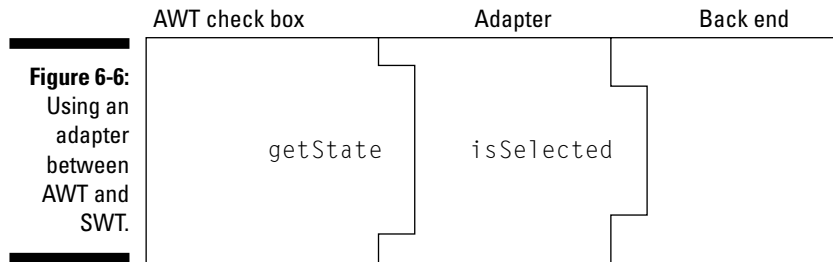 AWT check box Adapter Back end
Figure 6-6:
Using an
adapter
between
AWT and
SWT.
getState isSelected